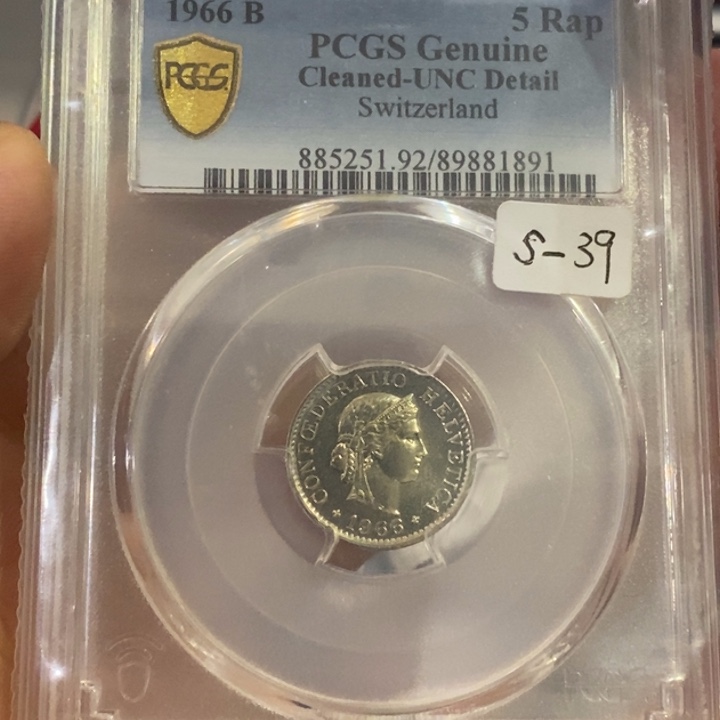 1966 B 5 Rap
PCGS Genuine
Cleaned-UNC Detail
Switzerland
885251.92/89881891
PCGS
S-39
CONFŒDERATIO HELVETICA
* 1966 *